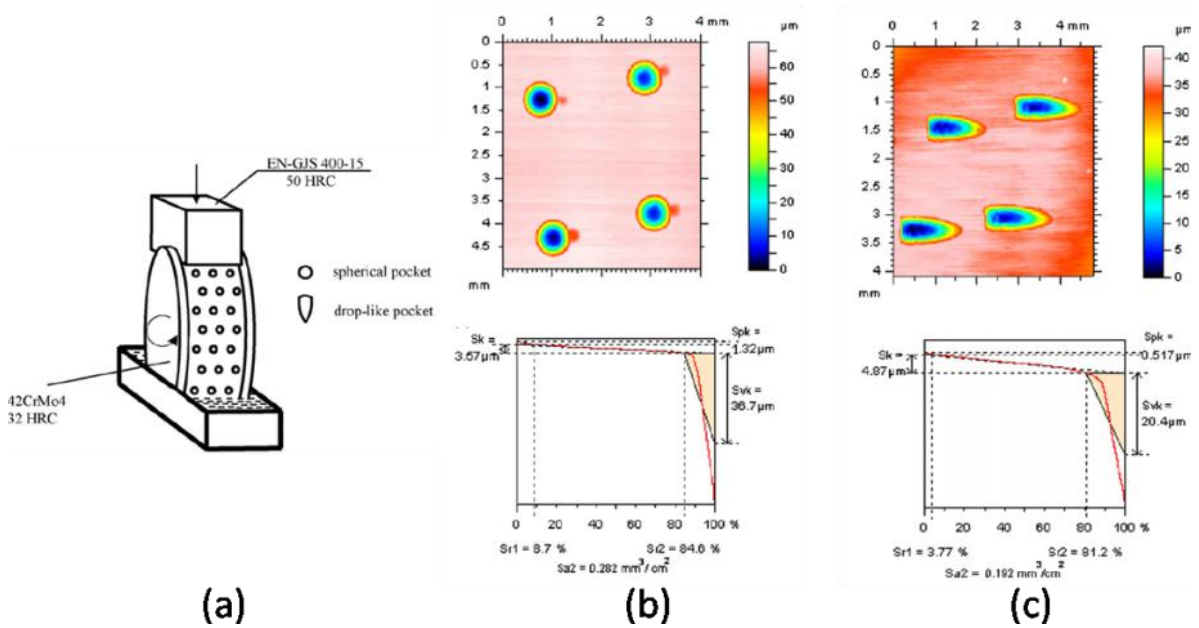 EN-GJS 400-15
50 HRC
spherical pocket
drop-like pocket
42CrMo4
32 HRC
(a)
0 1 2 3 4 mm
µm
0
0.5
1
1.5
2
2.5
3
3.5
4
4.5
mm
60
50
40
30
20
10
0
Sk =
3.67µm
Spk =
1.32µm
Svk =
36.7µm
0 20 40 60 80 100 %
Sr1 = 8.7 % Sr2 = 84.6 %
Sa2 = 0.282 mm³/cm²
(b)
0 1 2 3 4 mm
µm
0
0.5
1
1.5
2
2.5
3
3.5
4
mm
40
35
30
25
20
15
10
5
0
Sk =
4.87µm
Spk =
0.517µm
Svk =
20.4µm
0 20 40 60 80 100 %
Sr1 = 3.77 % Sr2 = 81.2 %
Sa2 = 0.192 mm³/cm²
(c)